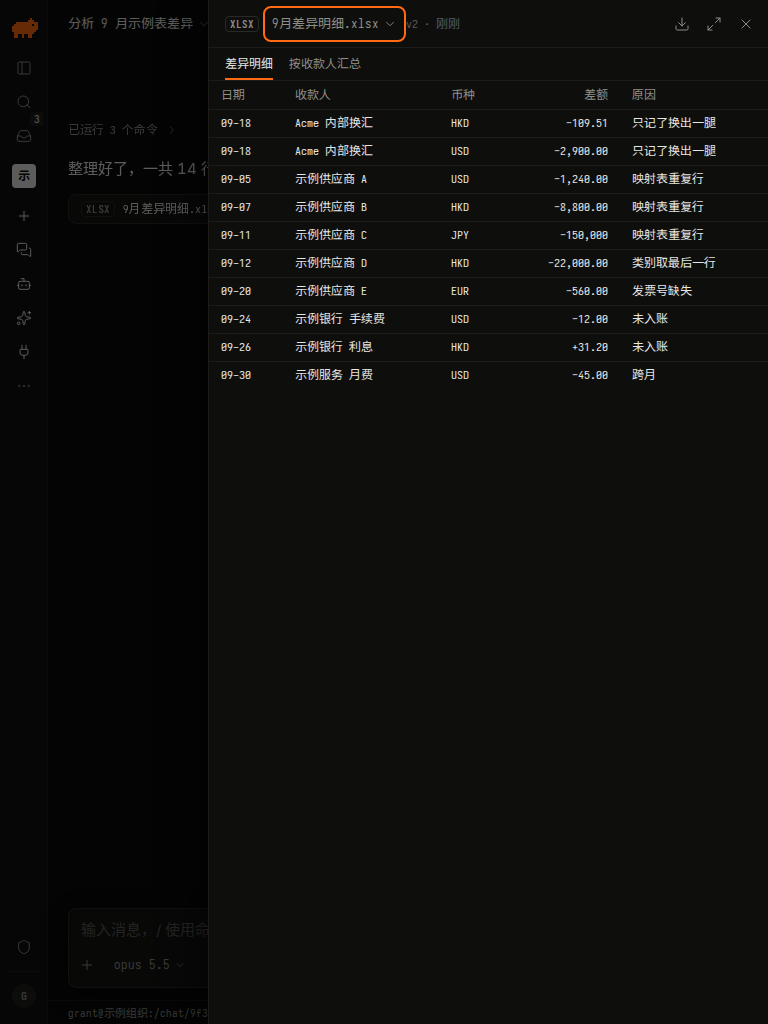 分析 9 月示例表差异
XLSX 9月差异明细.xlsx v2 · 刚刚
差异明细 按收款人汇总
日期 收款人 币种 差额 原因
09-18 Acme 内部换汇 HKD -109.51 只记了换出一腿
09-18 Acme 内部换汇 USD -2,900.00 只记了换出一腿
09-05 示例供应商 A USD -1,240.00 映射表重复行
09-07 示例供应商 B HKD -8,800.00 映射表重复行
09-11 示例供应商 C JPY -150,000 映射表重复行
09-12 示例供应商 D HKD -22,000.00 类别取最后一行
09-20 示例供应商 E EUR -560.00 发票号缺失
09-24 示例银行 手续费 USD -12.00 未入账
09-26 示例银行 利息 HKD +31.20 未入账
09-30 示例服务 月费 USD -45.00 跨月
3
示
已运行 3 个命令
整理好了，一共 14 行
XLSX 9月差异明细.xl
输入消息，/ 使用命
opus 5.5
G
grant@示例组织:/chat/9f3